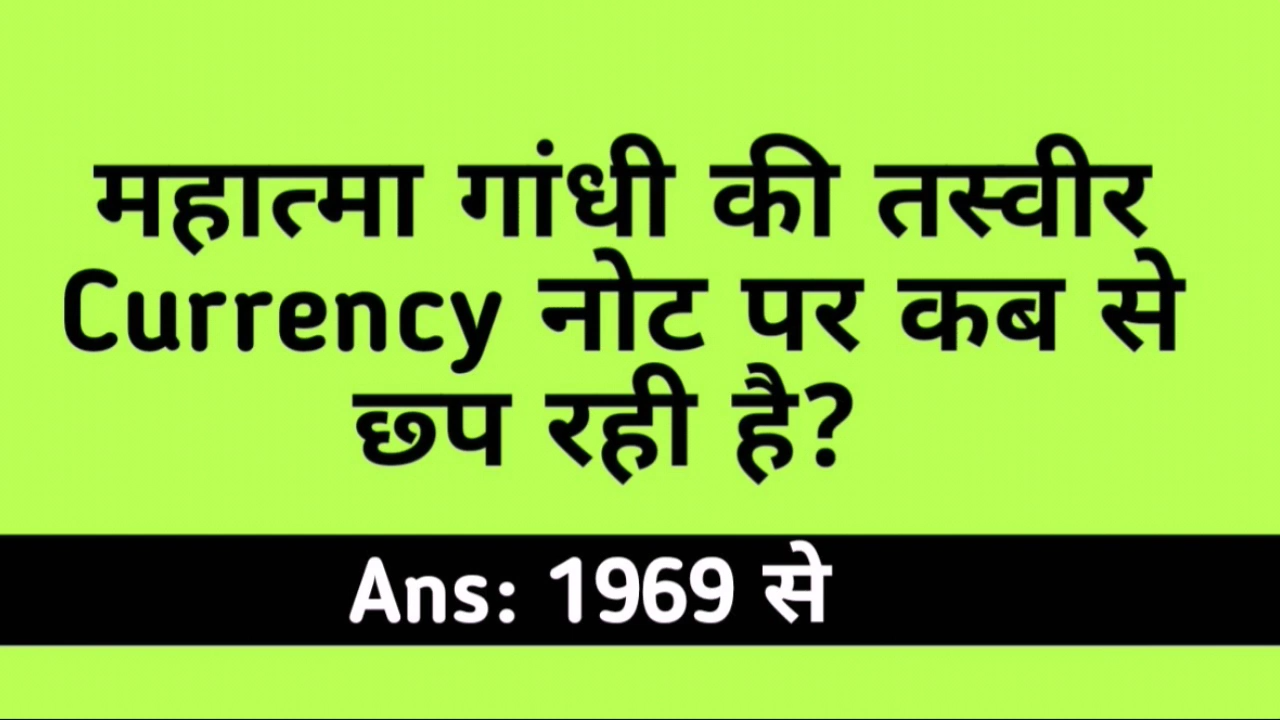 महात्मा गांधी की तस्वीर
Currency नोट पर कब से
छप रही है?
Ans: 1969 से